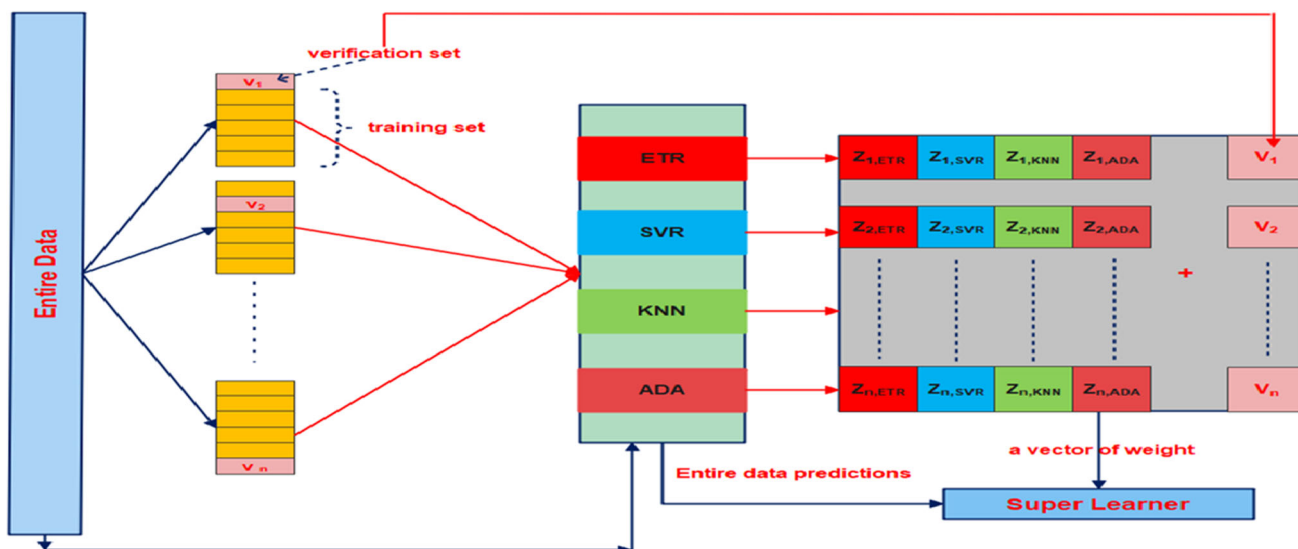 verification set
V1
training set
V2
Vn
Entire Data
ETR
SVR
KNN
ADA
Z1,ETR Z1,SVR Z1,KNN Z1,ADA V1
Z2,ETR Z2,SVR Z2,KNN Z2,ADA V2
+
Zn,ETR Zn,SVR Zn,KNN Zn,ADA Vn
a vector of weight
Entire data predictions
Super Learner